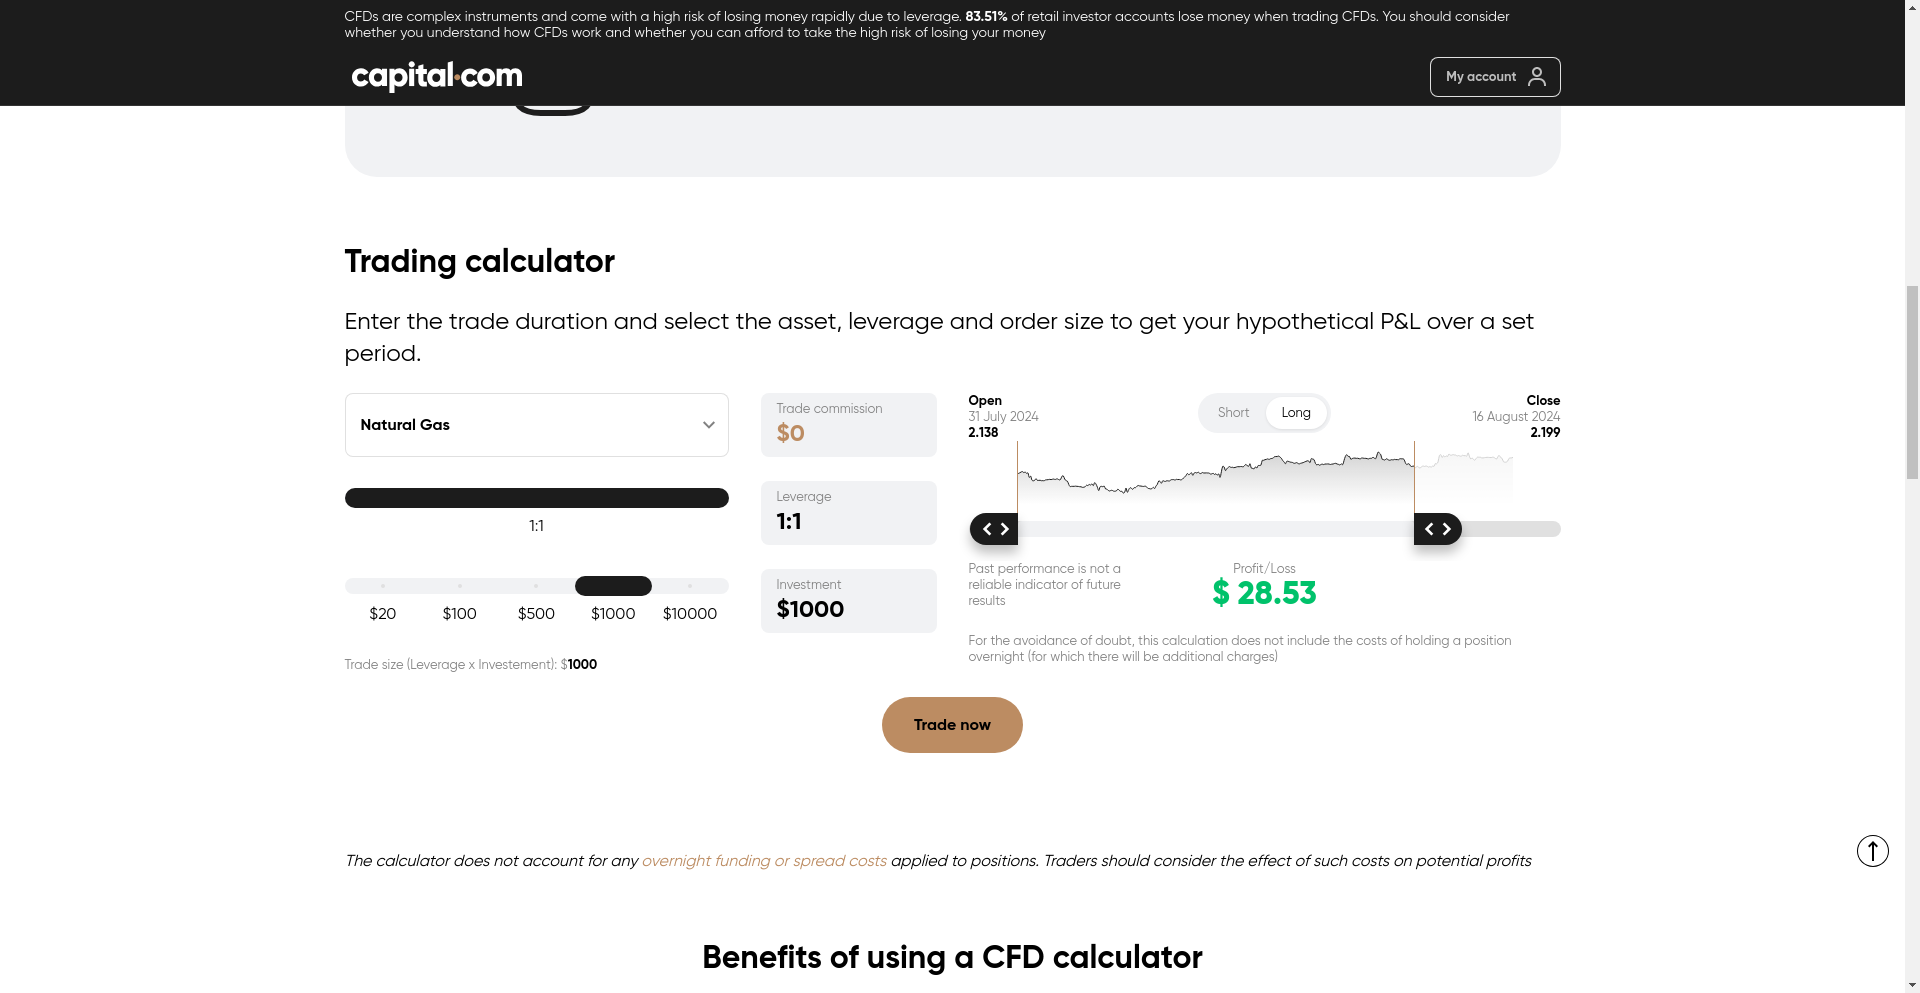 CFDs are complex instruments and come with a high risk of losing money rapidly due to leverage. 83.51% of retail investor accounts lose money when trading CFDs. You should consider
whether you understand how CFDs work and whether you can afford to take the high risk of losing your money
capital.com
My account
Trading calculator
Enter the trade duration and select the asset, leverage and order size to get your hypothetical P&L over a set
period.
Natural Gas
1:1
$20 $100 $500 $1000 $10000
Trade size (Leverage x Investement): $1000
Trade commission
$0
Leverage
1:1
Investment
$1000
Open
31 July 2024
2.138
Short Long
Close
16 August 2024
2.199
Past performance is not a
reliable indicator of future
results
Profit/Loss
$ 28.53
For the avoidance of doubt, this calculation does not include the costs of holding a position
overnight (for which there will be additional charges)
Trade now
The calculator does not account for any overnight funding or spread costs applied to positions. Traders should consider the effect of such costs on potential profits
Benefits of using a CFD calculator